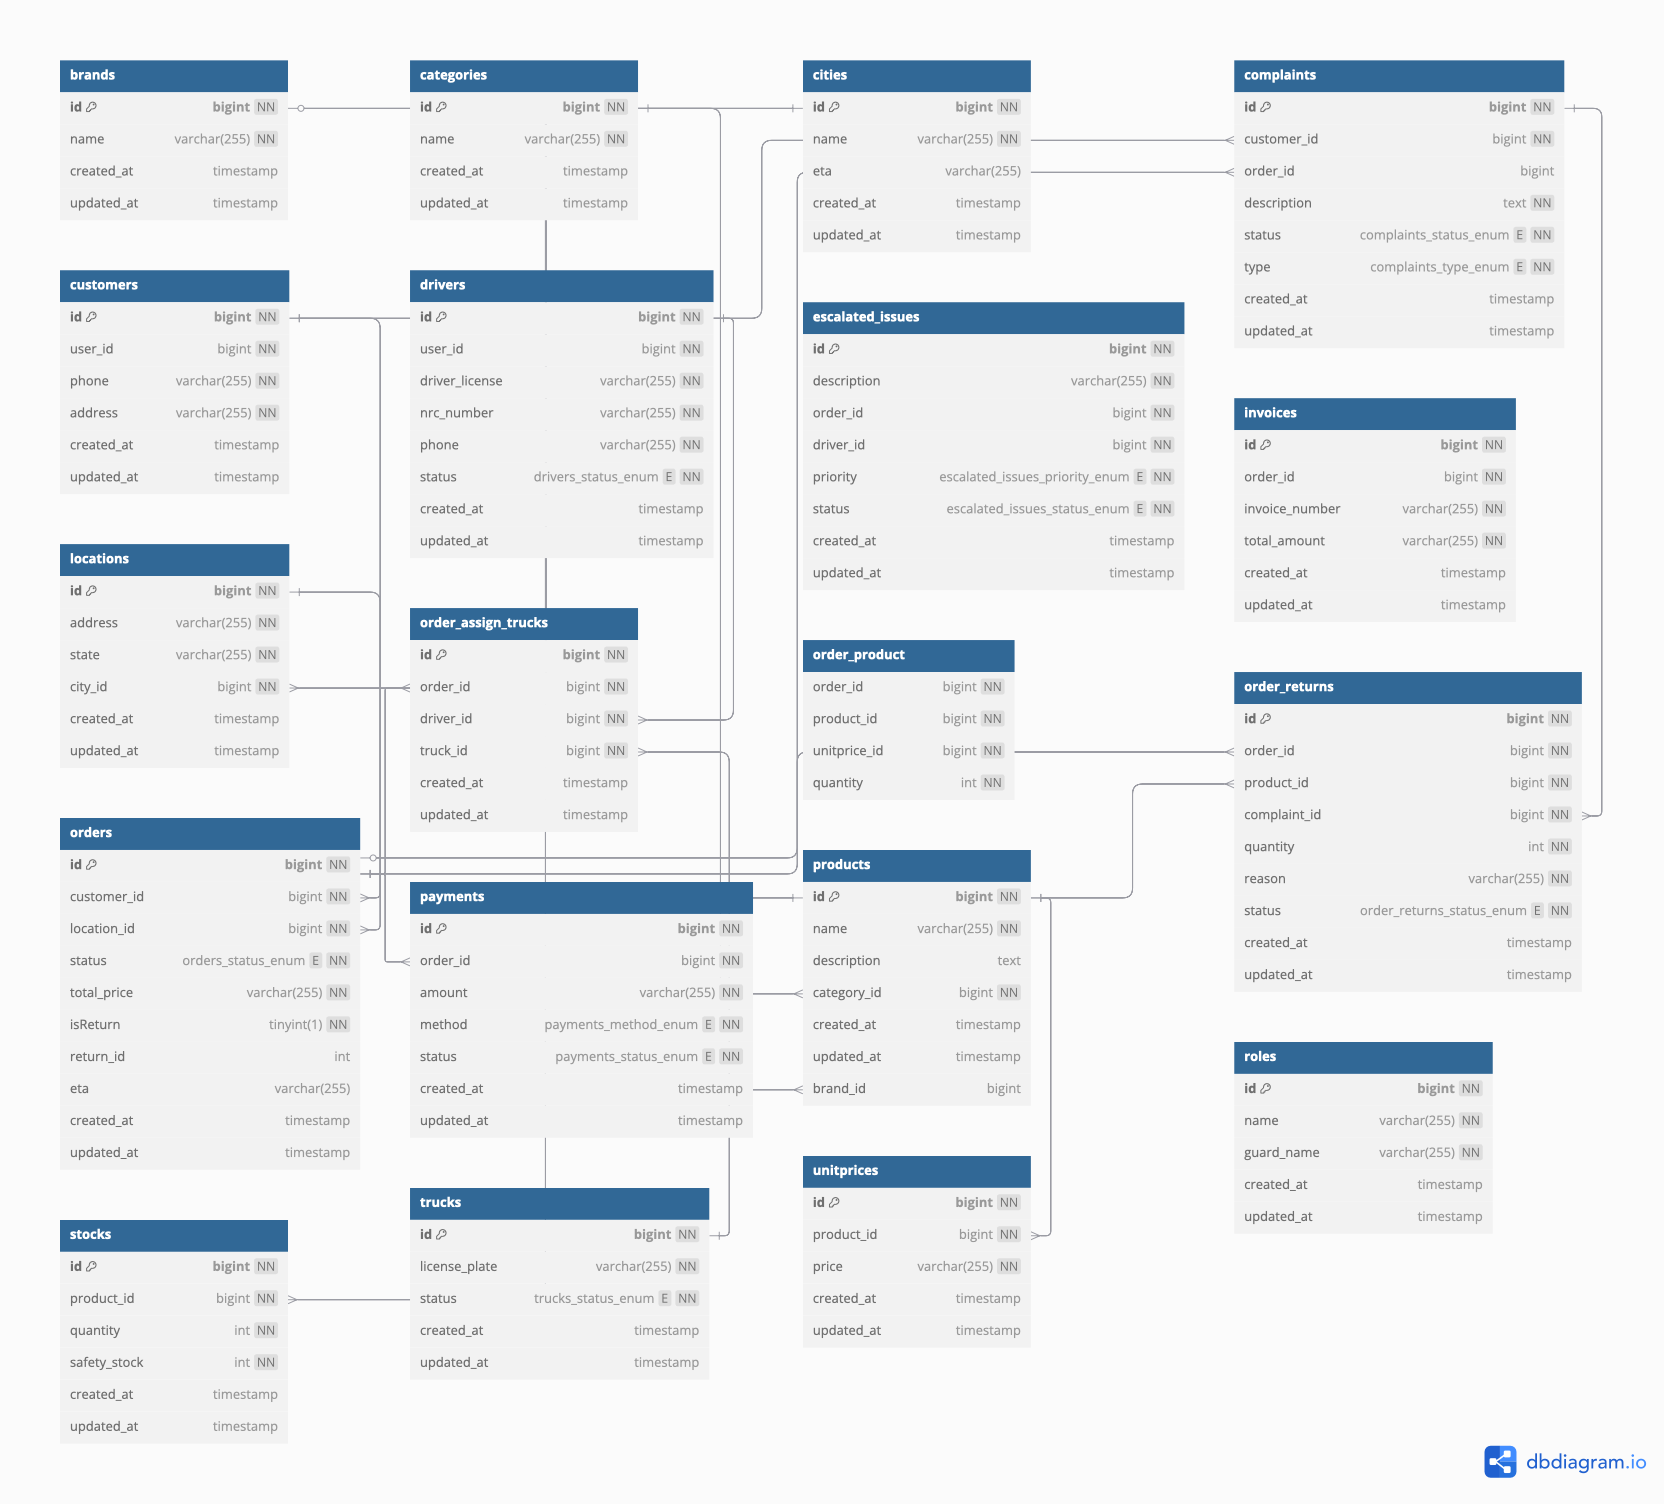 brands
id bigint NN
name varchar(255) NN
created_at timestamp
updated_at timestamp
categories
id bigint NN
name varchar(255) NN
created_at timestamp
updated_at timestamp
cities
id bigint NN
name varchar(255) NN
eta varchar(255)
created_at timestamp
updated_at timestamp
complaints
id bigint NN
customer_id bigint NN
order_id bigint
description text NN
status complaints_status_enum E NN
type complaints_type_enum E NN
created_at timestamp
updated_at timestamp
customers
id bigint NN
user_id bigint NN
phone varchar(255) NN
address varchar(255) NN
created_at timestamp
updated_at timestamp
drivers
id bigint NN
user_id bigint NN
driver_license varchar(255) NN
nrc_number varchar(255) NN
phone varchar(255) NN
status drivers_status_enum E NN
created_at timestamp
updated_at timestamp
escalated_issues
id bigint NN
description varchar(255) NN
order_id bigint NN
driver_id bigint NN
priority escalated_issues_priority_enum E NN
status escalated_issues_status_enum E NN
created_at timestamp
updated_at timestamp
invoices
id bigint NN
order_id bigint NN
invoice_number varchar(255) NN
total_amount varchar(255) NN
created_at timestamp
updated_at timestamp
locations
id bigint NN
address varchar(255) NN
state varchar(255) NN
city_id bigint NN
created_at timestamp
updated_at timestamp
order_assign_trucks
id bigint NN
order_id bigint NN
driver_id bigint NN
truck_id bigint NN
created_at timestamp
updated_at timestamp
order_product
order_id bigint NN
product_id bigint NN
unitprice_id bigint NN
quantity int NN
order_returns
id bigint NN
order_id bigint NN
product_id bigint NN
complaint_id bigint NN
quantity int NN
reason varchar(255) NN
status order_returns_status_enum E NN
created_at timestamp
updated_at timestamp
orders
id bigint NN
customer_id bigint NN
location_id bigint NN
status orders_status_enum E NN
total_price varchar(255) NN
isReturn tinyint(1) NN
return_id int
eta varchar(255)
created_at timestamp
updated_at timestamp
payments
id bigint NN
order_id bigint NN
amount varchar(255) NN
method payments_method_enum E NN
status payments_status_enum E NN
created_at timestamp
updated_at timestamp
products
id bigint NN
name varchar(255) NN
description text
category_id bigint NN
created_at timestamp
updated_at timestamp
brand_id bigint
roles
id bigint NN
name varchar(255) NN
guard_name varchar(255) NN
created_at timestamp
updated_at timestamp
stocks
id bigint NN
product_id bigint NN
quantity int NN
safety_stock int NN
created_at timestamp
updated_at timestamp
trucks
id bigint NN
license_plate varchar(255) NN
status trucks_status_enum E NN
created_at timestamp
updated_at timestamp
unitprices
id bigint NN
product_id bigint NN
price varchar(255) NN
created_at timestamp
updated_at timestamp
dbdiagram.io